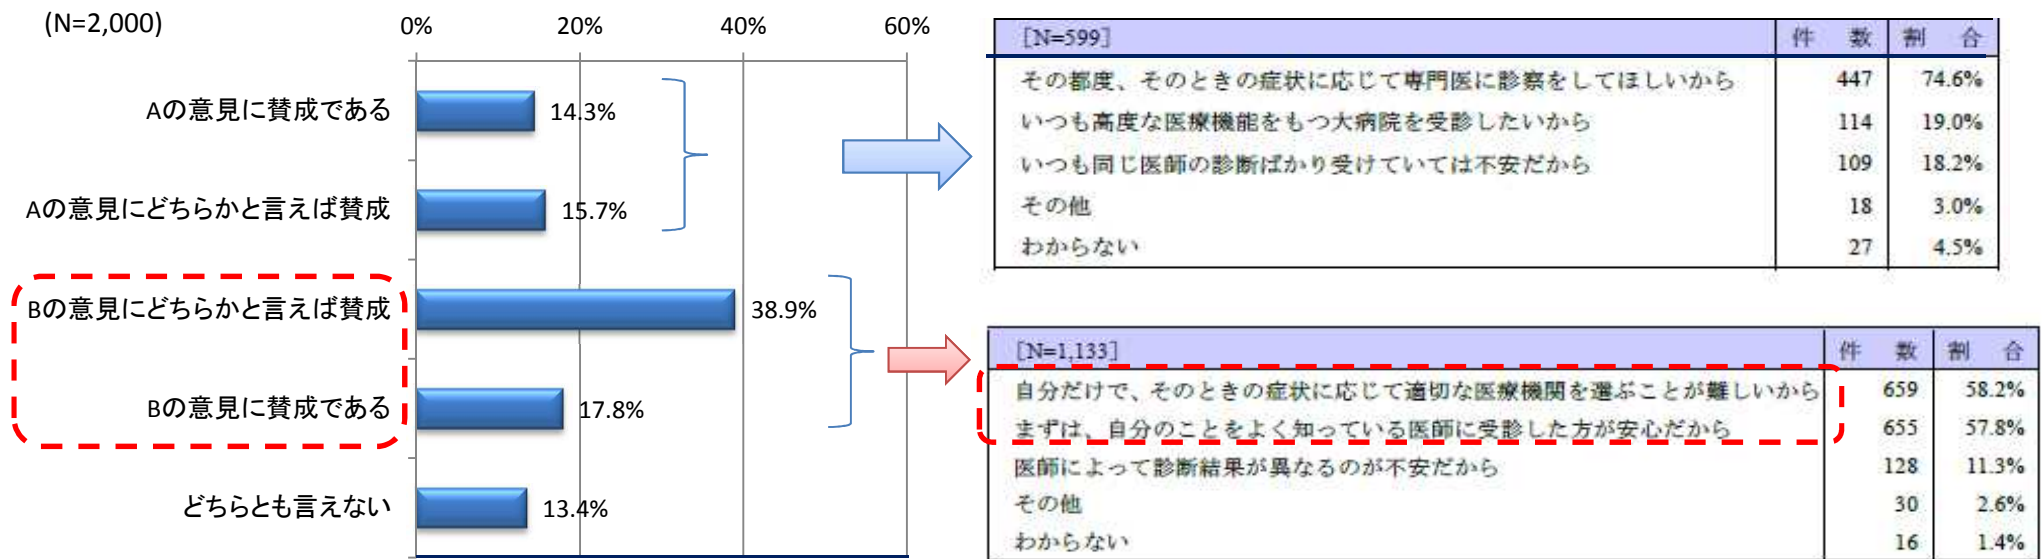 (N=2,000)
0% 20% 40% 60%
Aの意見に賛成である 14.3%
Aの意見にどちらかと言えば賛成 15.7%
Bの意見にどちらかと言えば賛成 38.9%
Bの意見に賛成である 17.8%
どちらとも言えない 13.4%
[N=599] 件 数 割 合
その都度、そのときの症状に応じて専門医に診察をしてほしいから 447 74.6%
いつも高度な医療機能をもつ大病院を受診したいから 114 19.0%
いつも同じ医師の診断ばかり受けていては不安だから 109 18.2%
その他 18 3.0%
わからない 27 4.5%
[N=1,133] 件 数 割 合
自分だけで、そのときの症状に応じて適切な医療機関を選ぶことが難しいから 659 58.2%
まずは、自分のことをよく知っている医師に受診した方が安心だから 655 57.8%
医師によって診断結果が異なるのが不安だから 128 11.3%
その他 30 2.6%
わからない 16 1.4%